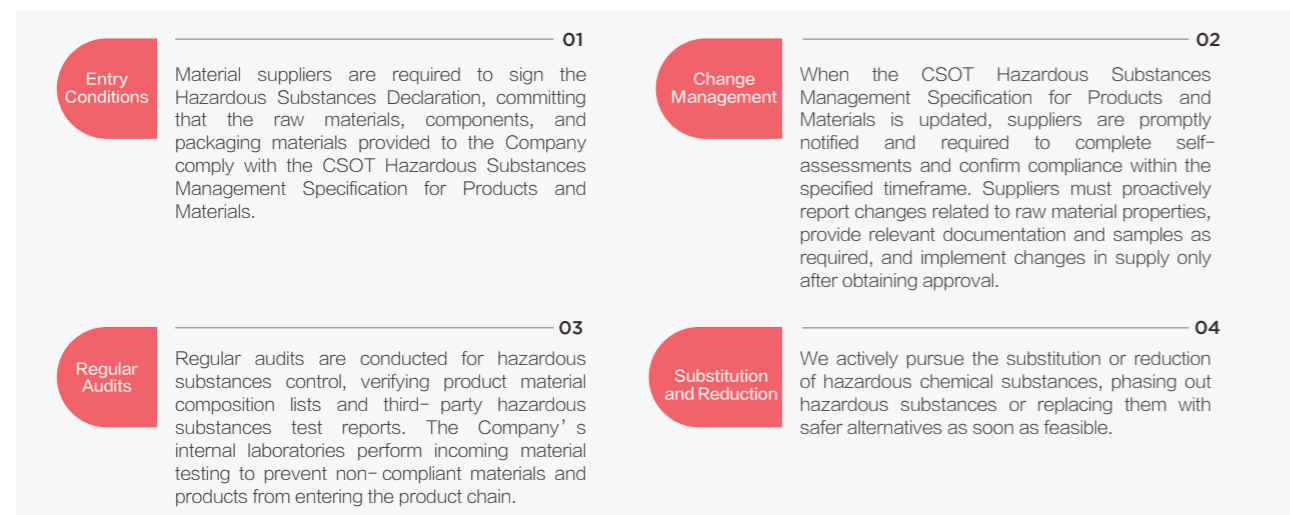 01
Entry
Conditions
Material suppliers are required to sign the
Hazardous Substances Declaration, committing
that the raw materials, components, and
packaging materials provided to the Company
comply with the CSOT Hazardous Substances
Management Specification for Products and
Materials.
02
Change
Management
When the CSOT Hazardous Substances
Management Specification for Products and
Materials is updated, suppliers are promptly
notified and required to complete self-
assessments and confirm compliance within the
specified timeframe. Suppliers must proactively
report changes related to raw material properties,
provide relevant documentation and samples as
required, and implement changes in supply only
after obtaining approval.
03
Regular
Audits
Regular audits are conducted for hazardous
substances control, verifying product material
composition lists and third- party hazardous
substances test reports. The Company’ s
internal laboratories perform incoming material
testing to prevent non- compliant materials and
products from entering the product chain.
04
Substitution
and Reduction
We actively pursue the substitution or reduction
of hazardous chemical substances, phasing out
hazardous substances or replacing them with
safer alternatives as soon as feasible.